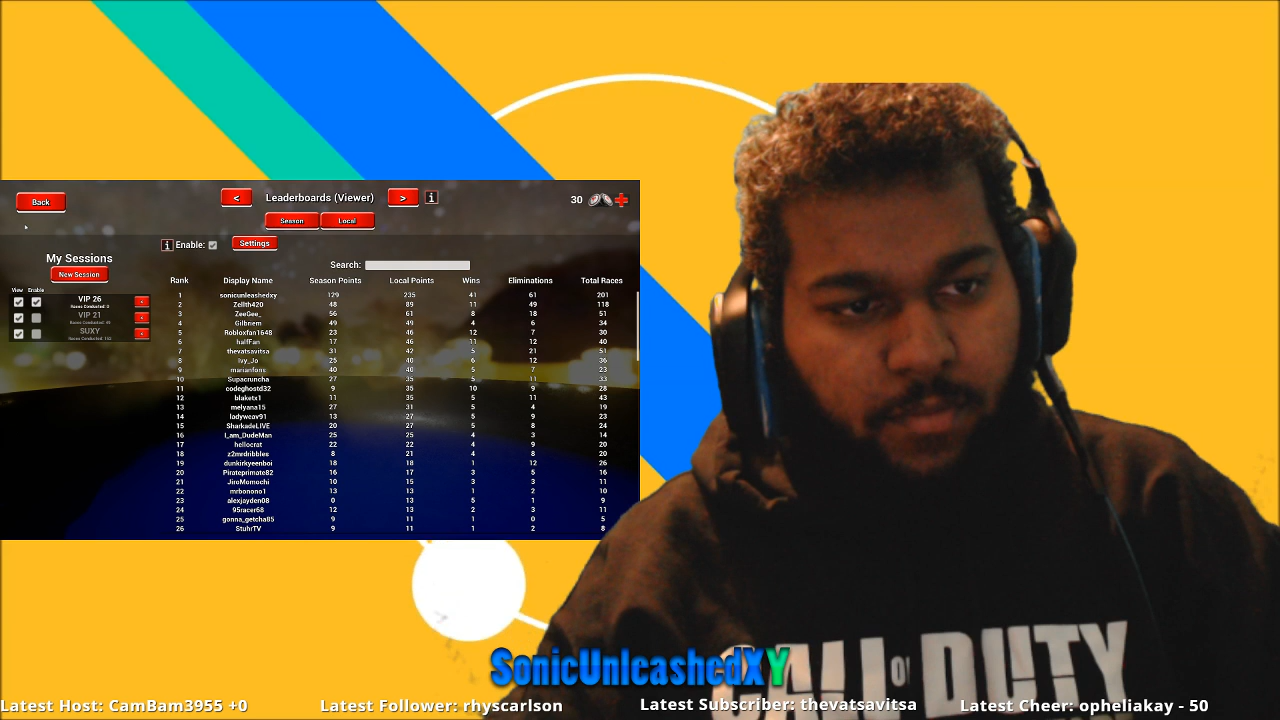 Back
<
Leaderboards (Viewer)
>
i
30
Season
Local
i Enable:
Settings
My Sessions
New Session
Search:
View Enable
VIP 26
Races Conducted: 0
VIP 21
SUXY
Rank Display Name Season Points Local Points Wins Eliminations Total Races
1 sonicunleashedxy 129 235 41 61 201
2 Zellth420 48 89 11 49 118
3 ZeeGee_ 56 61 8 18 51
4 Gilbriem 49 49 4 6 34
5 Robloxfan1648 23 46 12 7 30
6 halfFan 17 46 11 12 40
7 thevatsavitsa 31 42 5 21 51
8 Ivy_Jo 25 40 6 12 36
9 marianfons 40 40 5 7 23
10 Supacruncha 27 35 5 11 33
11 codeghostd32 9 35 10 9 28
12 blaketx1 11 35 5 11 43
13 melyana15 27 31 5 4 19
14 ladyweav91 13 27 5 9 23
15 SharkadeLIVE 20 27 5 8 24
16 I_am_DudeMan 25 25 4 3 14
17 hellocrat 22 22 4 9 20
18 z2mrdribbles 8 21 4 8 20
19 dunkirkyeenboi 18 18 1 12 26
20 Pirateprimate82 16 17 3 5 16
21 JiroMomochi 10 15 3 3 11
22 mrbonono1 13 13 1 2 10
23 alexjayden08 0 13 5 1 9
24 95racer68 12 13 2 3 11
25 gonna_getcha85 9 11 1 0 5
26 StuhrTV 9 11 1 2 8
CALL OF DUTY
SonicUnleashedXY
Latest Host: CamBam3955 +0
Latest Follower: rhyscarlson
Latest Subscriber: thevatsavitsa
Latest Cheer: opheliakay - 50